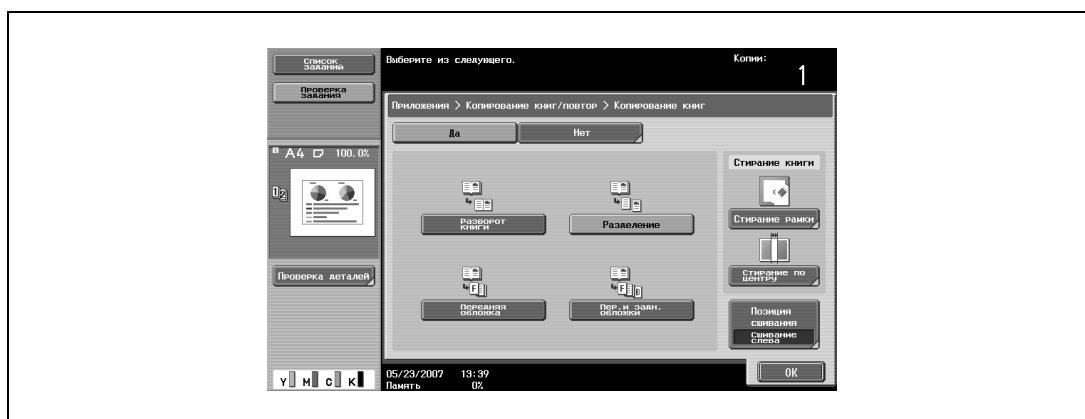 Список
заданий
Проверка
задания
A4 100.0%
1 2
Проверка деталей
Y M C K
Выберите из следующего.
Копии:
1
Приложения > Копирование книг/повтор > Копирование книг
Да
Нет
Разворот
книги
Разделение
Передняя
обложка
Пер.и задн.
обложки
Стирание книги
Стирание рамки
Стирание по
центру
Позиция
сшивания
Сшивание
слева
05/23/2007 13:39
Память 0%
OK